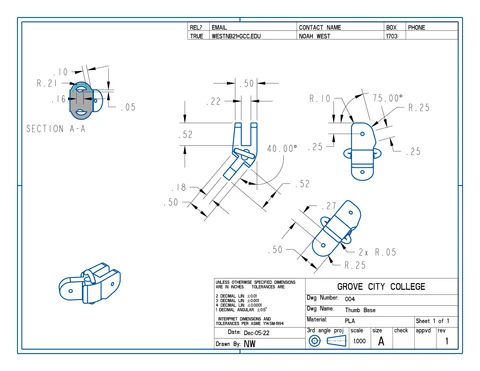 REL? EMAIL CONTACT NAME BOX PHONE
TRUE WESTNB21@GCC.EDU NOAH WEST 1703
.10
R.21
.16
.05
SECTION A-A
.50
.22
.52
40.00°
.18
.50
.52
R.10
75.00°
R.25
.25
.25
.27
.50
2x R.05
R.25
UNLESS OTHERWISE SPECIFIED DIMENSIONS
ARE IN INCHES TOLERANCES ARE
2 DECIMAL LIN ±0.01
3 DECIMAL LIN ±0.001
4 DECIMAL LIN ±0.0001
1 DECIMAL ANGULAR ±0.5°
INTERPRET DIMENSIONS AND
TOLERANCES PER ASME Y14.5M-1994
Date: Dec-05-22
Drawn By: NW
GROVE CITY COLLEGE
Dwg Number: 004
Dwg Name: Thumb Base
Material: PLA Sheet 1 of 1
3rd angle proj scale size check appvd rev
1.000 A 1